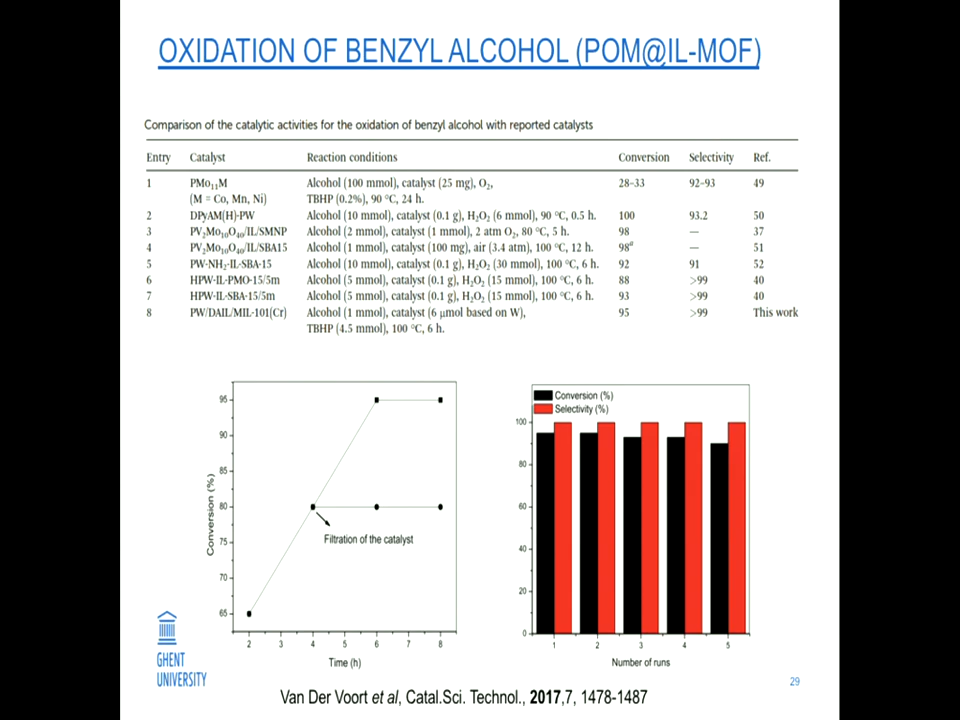 OXIDATION OF BENZYL ALCOHOL (POM@IL-MOF)
Comparison of the catalytic activities for the oxidation of benzyl alcohol with reported catalysts
Entry Catalyst Reaction conditions Conversion Selectivity Ref.
1 PMo₁₁M Alcohol (100 mmol), catalyst (25 mg), O₂, 28–33 92–93 49
(M = Co, Mn, Ni) TBHP (0.2%), 90 °C, 24 h.
2 DPyAM(H)-PW Alcohol (10 mmol), catalyst (0.1 g), H₂O₂ (6 mmol), 90 °C, 0.5 h. 100 93.2 50
3 PV₂Mo₁₀O₄₀/IL/SMNP Alcohol (2 mmol), catalyst (1 mmol), 2 atm O₂, 80 °C, 5 h. 98 — 37
4 PV₂Mo₁₀O₄₀/IL/SBA15 Alcohol (1 mmol), catalyst (100 mg), air (3.4 atm), 100 °C, 12 h. 98ᵃ — 51
5 PW-NH₂-IL-SBA-15 Alcohol (10 mmol), catalyst (0.1 g), H₂O₂ (30 mmol), 100 °C, 6 h. 92 91 52
6 HPW-IL-PMO-15/5m Alcohol (5 mmol), catalyst (0.1 g), H₂O₂ (15 mmol), 100 °C, 6 h. 88 >99 40
7 HPW-IL-SBA-15/5m Alcohol (5 mmol), catalyst (0.1 g), H₂O₂ (15 mmol), 100 °C, 6 h. 93 >99 40
8 PW/DAIL/MIL-101(Cr) Alcohol (1 mmol), catalyst (6 μmol based on W), 95 >99 This work
TBHP (4.5 mmol), 100 °C, 6 h.
95
90
85
80
75
70
65
Conversion (%)
Filtration of the catalyst
2 3 4 5 6 7 8
Time (h)
Conversion (%)
Selectivity (%)
100
80
60
40
20
0
1 2 3 4 5
Number of runs
GHENT
UNIVERSITY
29
Van Der Voort et al, Catal.Sci. Technol., 2017,7, 1478-1487